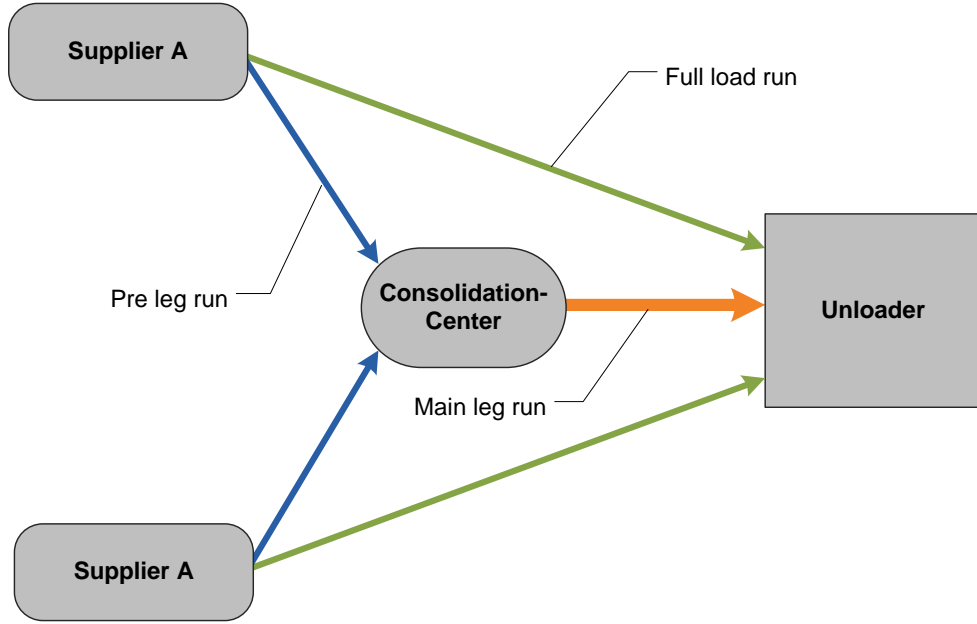 Supplier A
Full load run
Pre leg run
Consolidation-
Center
Unloader
Main leg run
Supplier A